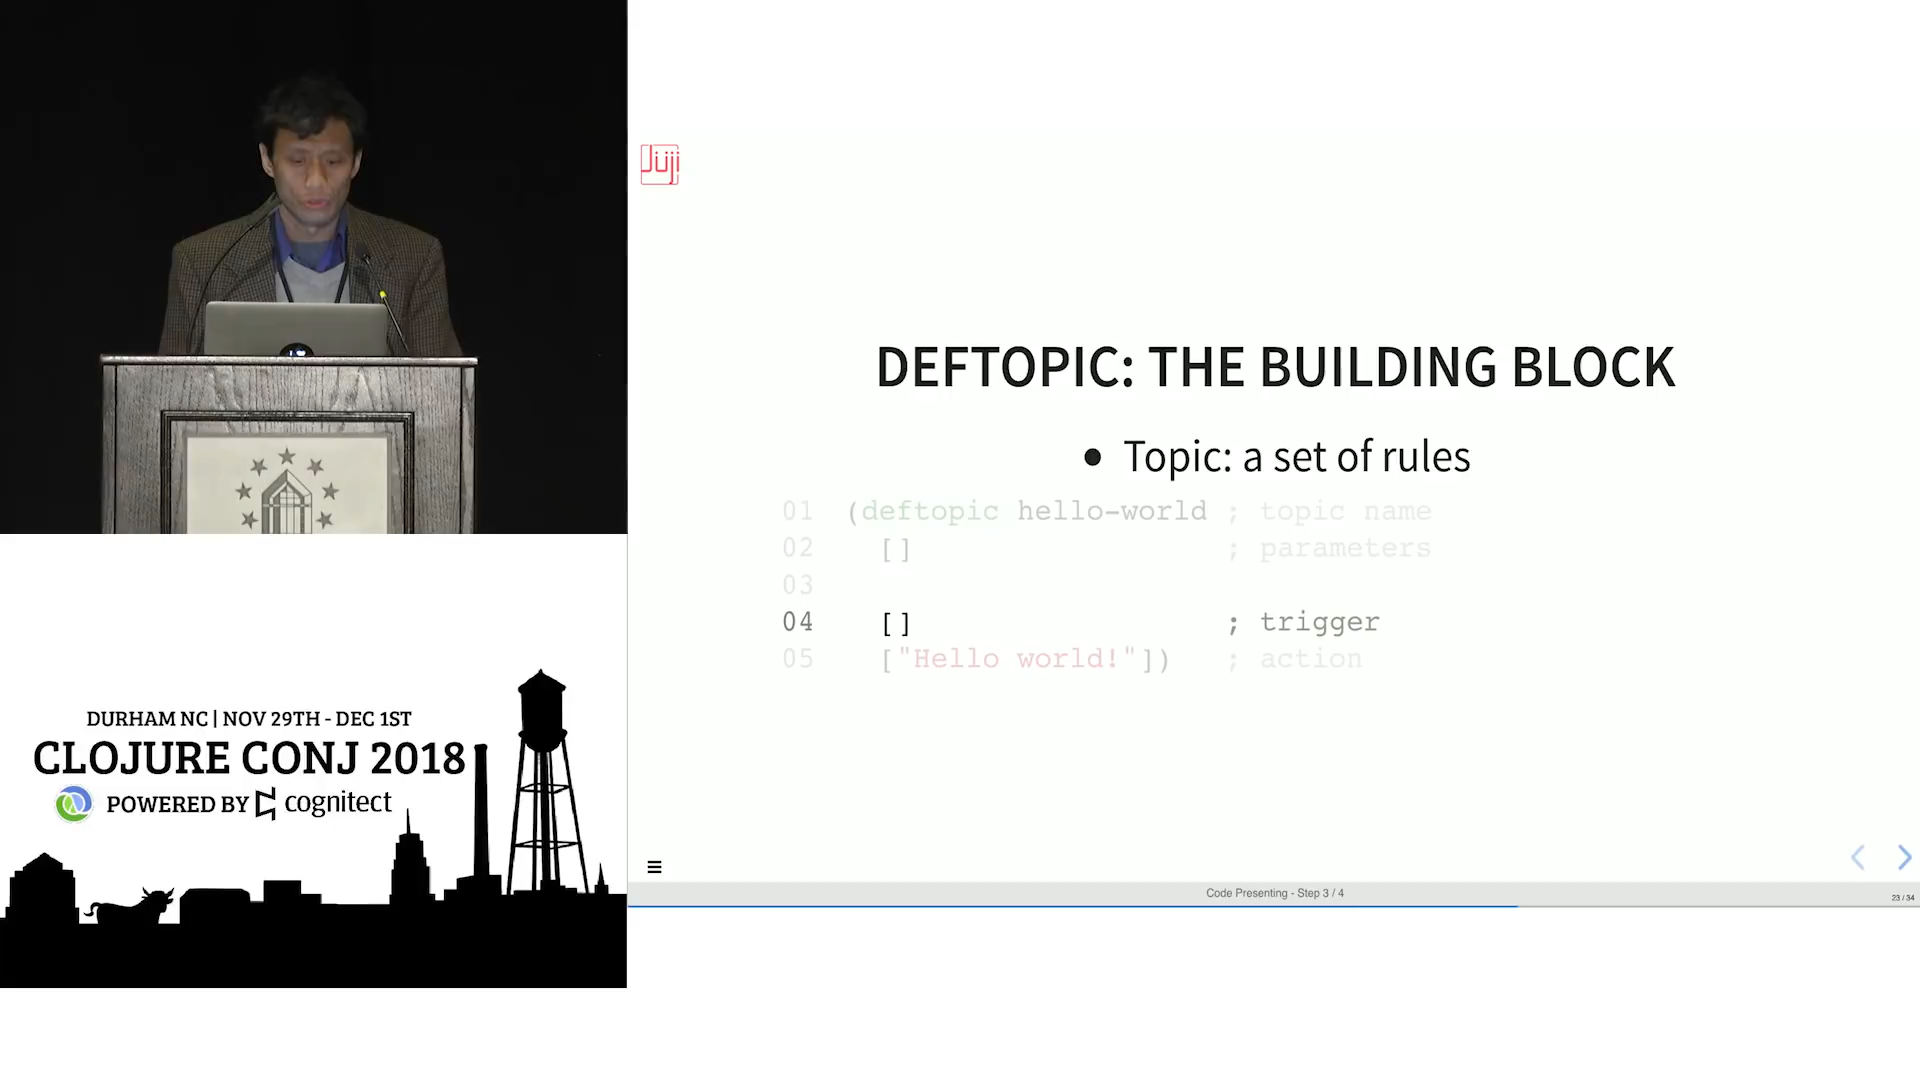 Juji
DEFTOPIC: THE BUILDING BLOCK
• Topic: a set of rules
01 (deftopic hello-world ; topic name
02 [] ; parameters
03
04 [] ; trigger
05 ["Hello world!"]) ; action
Code Presenting - Step 3 / 4
23 / 34
DURHAM NC | NOV 29TH - DEC 1ST
CLOJURE CONJ 2018
POWERED BY cognitect